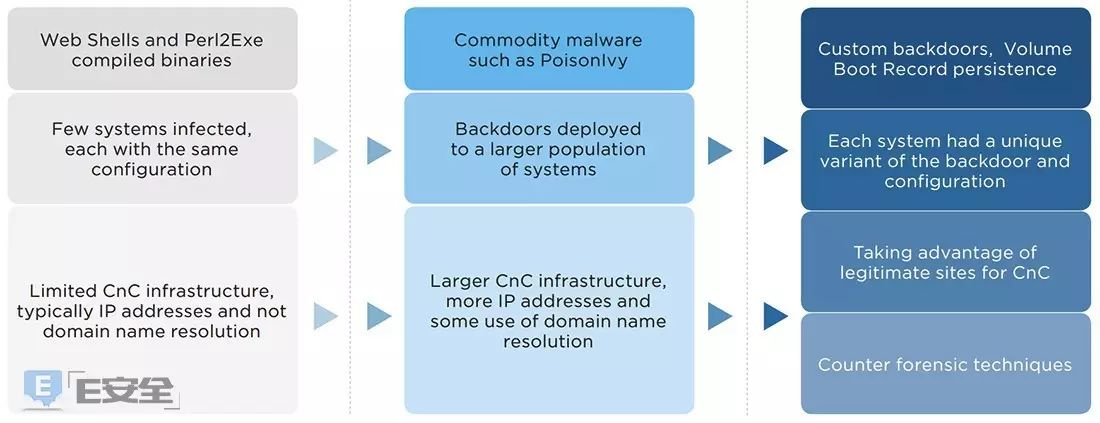 Web Shells and Perl2Exe
compiled binaries
Few systems infected,
each with the same
configuration
Limited CnC infrastructure,
typically IP addresses and not
domain name resolution
E E安全
Commodity malware
such as PoisonIvy
Backdoors deployed
to a larger population
of systems
Larger CnC infrastructure,
more IP addresses and
some use of domain name
resolution
Custom backdoors, Volume
Boot Record persistence
Each system had a unique
variant of the backdoor and
configuration
Taking advantage of
legitimate sites for CnC
Counter forensic techniques